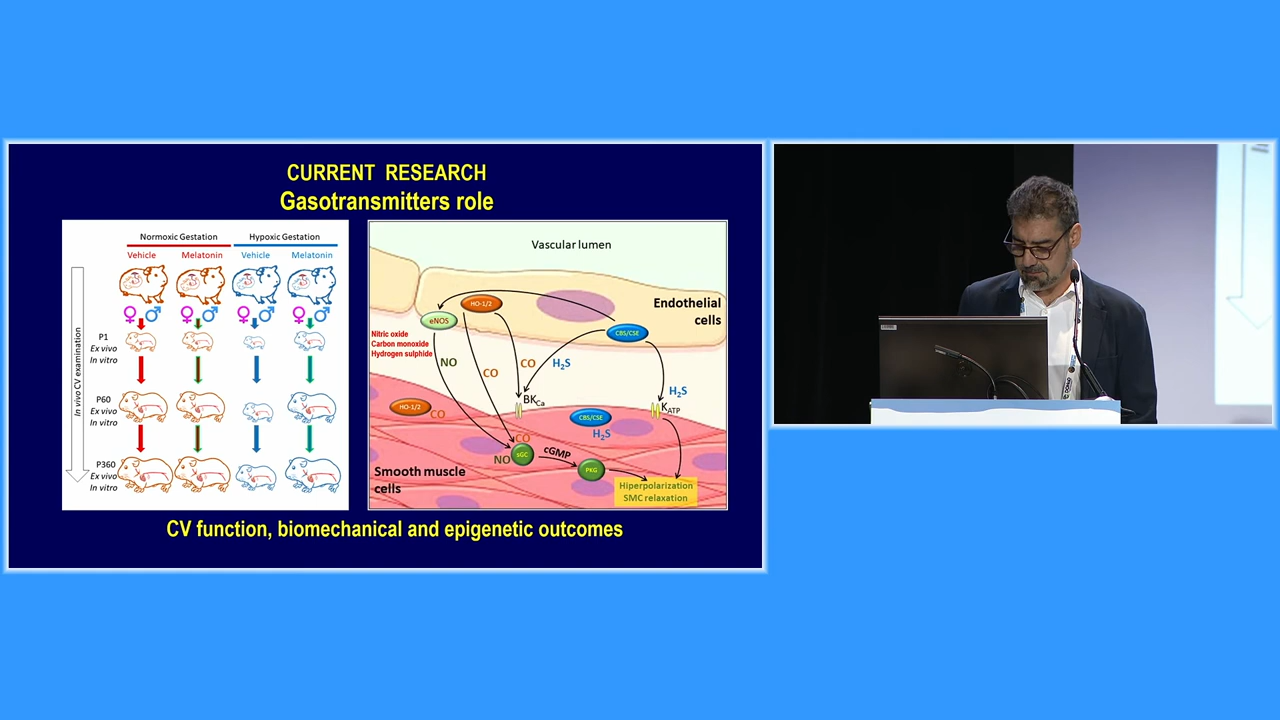 CURRENT RESEARCH
Gasotransmitters role
Normoxic Gestation
Hypoxic Gestation
Vehicle
Melatonin
Vehicle
Melatonin
In vivo CV examination
P1
Ex vivo
In vitro
P60
Ex vivo
In vitro
P360
Ex vivo
In vitro
Vascular lumen
Endothelial
cells
HO-1/2
eNOS
CBS/CSE
Nitric oxide
Carbon monoxide
Hydrogen sulphide
NO
CO
CO
H2S
H2S
BKCa
KATP
HO-1/2
CO
CBS/CSE
H2S
CO
NO
sGC
cGMP
PKG
Smooth muscle
cells
Hiperpolarization
SMC relaxation
CV function, biomechanical and epigenetic outcomes